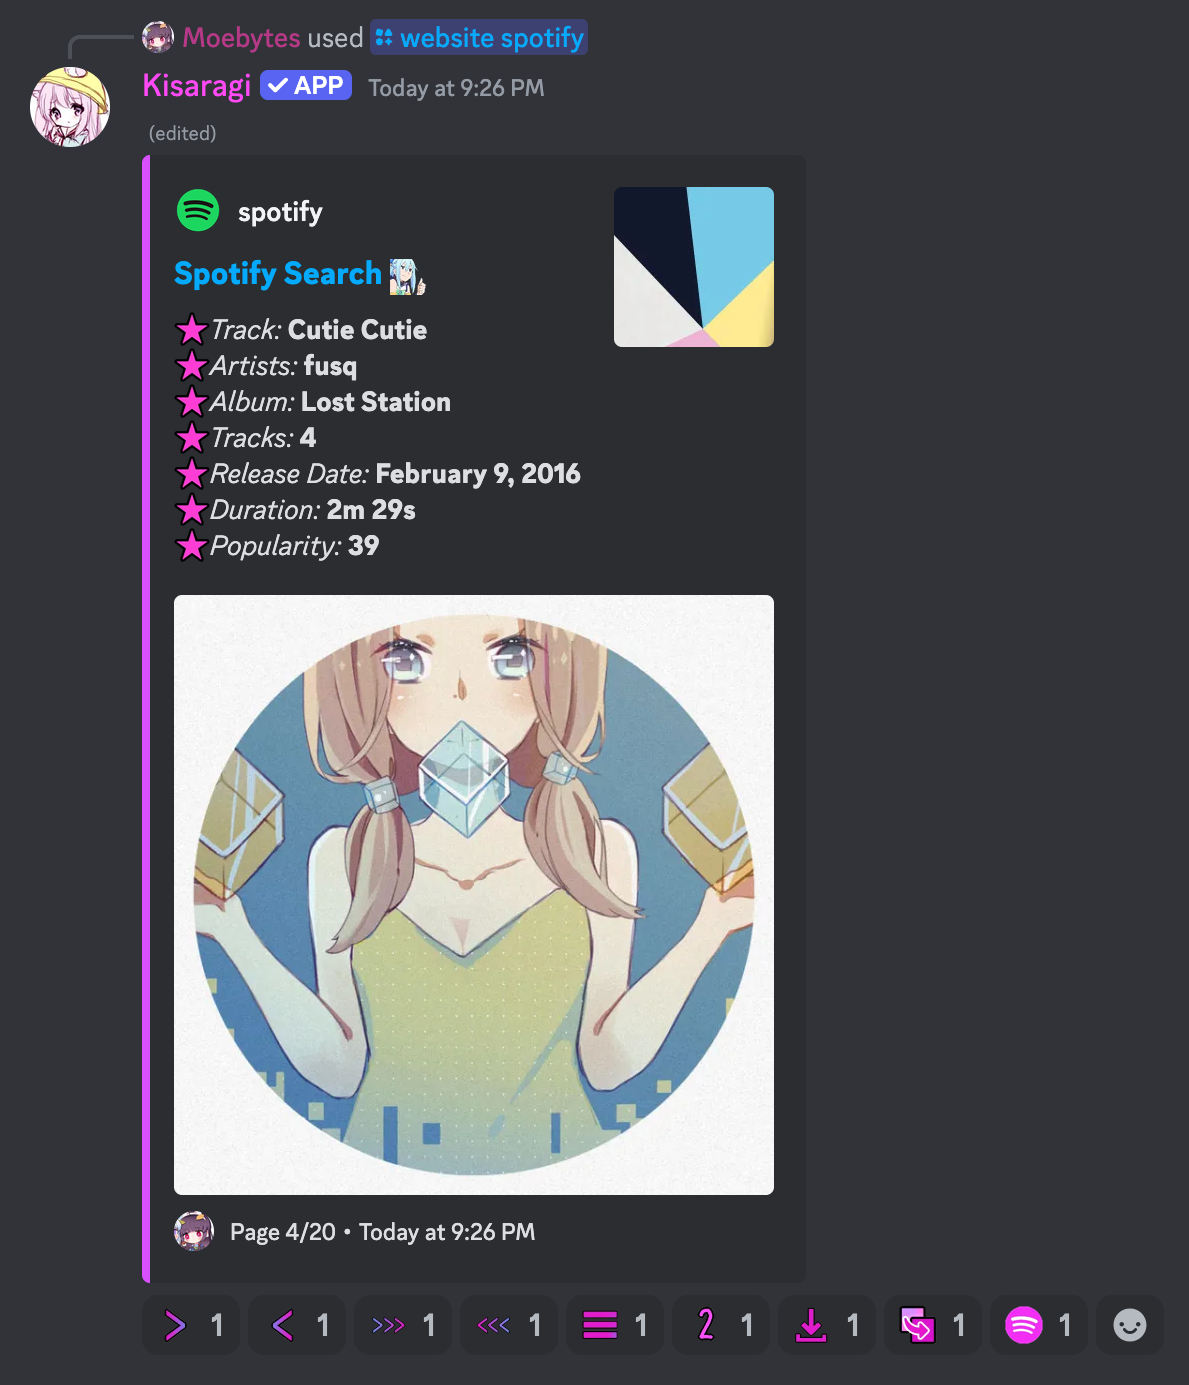 Moebytes used website spotify
Kisaragi APP Today at 9:26 PM
(edited)
spotify
Spotify Search
Track: Cutie Cutie
Artists: fusq
Album: Lost Station
Tracks: 4
Release Date: February 9, 2016
Duration: 2m 29s
Popularity: 39
Page 4/20 • Today at 9:26 PM
1 1 1 1 1 2 1 1 1 1